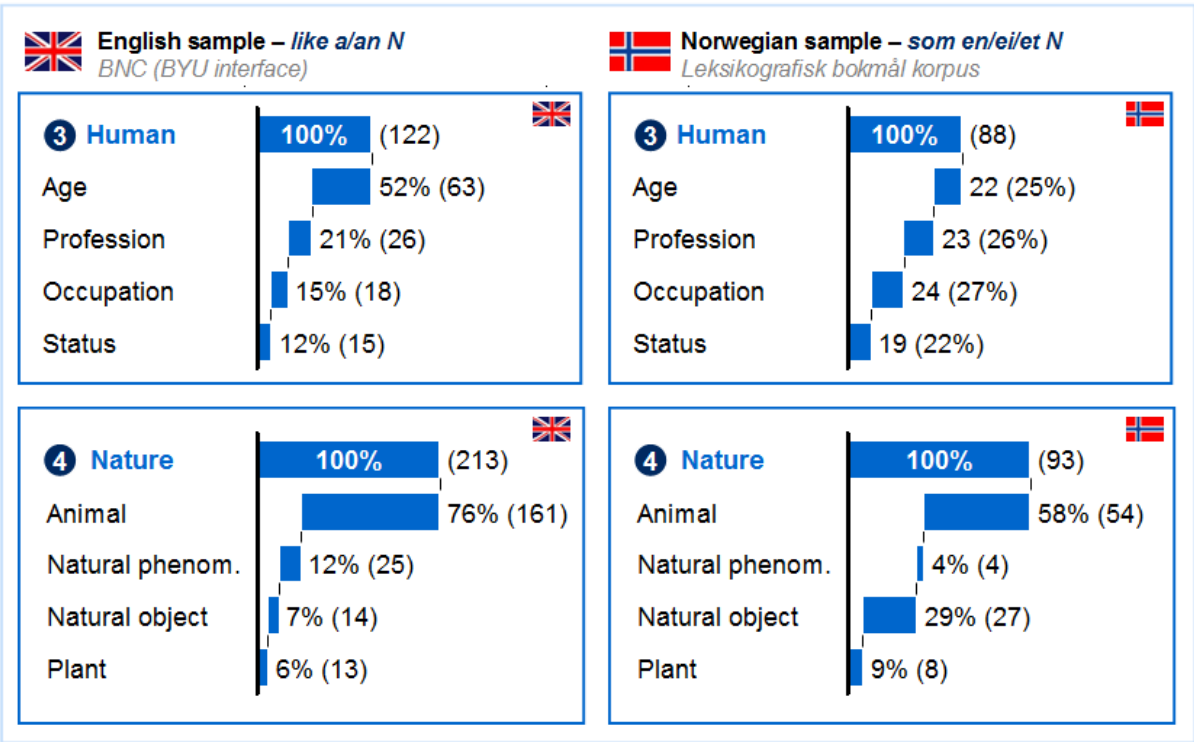 English sample – like a/an N
BNC (BYU interface)
3 Human 100% (122)
Age 52% (63)
Profession 21% (26)
Occupation 15% (18)
Status 12% (15)
4 Nature 100% (213)
Animal 76% (161)
Natural phenom. 12% (25)
Natural object 7% (14)
Plant 6% (13)
Norwegian sample – som en/ei/et N
Leksikografisk bokmål korpus
3 Human 100% (88)
Age 22 (25%)
Profession 23 (26%)
Occupation 24 (27%)
Status 19 (22%)
4 Nature 100% (93)
Animal 58% (54)
Natural phenom. 4% (4)
Natural object 29% (27)
Plant 9% (8)